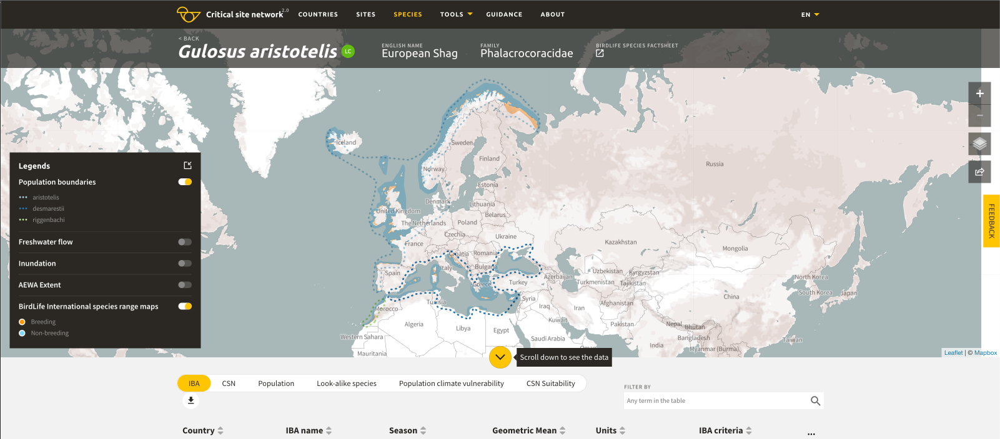 Critical site network 2.0
COUNTRIES
SITES
SPECIES
TOOLS
GUIDANCE
ABOUT
EN
< BACK
Gulosus aristotelis LC
ENGLISH NAME
European Shag
FAMILY
Phalacrocoracidae
BIRDLIFE SPECIES FACTSHEET
+
−
FEEDBACK
Legends
Population boundaries
aristotelis
desmarestii
riggenbachi
Freshwater flow
Inundation
AEWA Extent
BirdLife International species range maps
Breeding
Non-breeding
Iceland
Sweden
Finland
Norway
Russia
Estonia
Denmark
Lithuania
United Kingdom
Belarus
The Netherlands
Poland
Czechia
Ukraine
France
Kazakhstan
Mongolia
Romania
Bulgaria
Italy
Spain
Greece
Turkey
Azerbaijan
Uzbekistan
Kyrgyzstan
Turkmenistan
Tajikistan
North Korea
South Korea
Japan
China
Syria
Tunisia
Morocco
Iraq
Iran
Afghanistan
Algeria
Libya
Egypt
Kuwait
Pakistan
Nepal
Bhutan
Western Sahara
Saudi Arabia
Bangladesh
Taiwan
India
Myanmar (Burma)
Mauritania
Oman
Leaflet | © Mapbox
Scroll down to see the data
IBA
CSN
Population
Look-alike species
Population climate vulnerability
CSN Suitability
FILTER BY
Any term in the table
Country
IBA name
Season
Geometric Mean
Units
IBA criteria
...